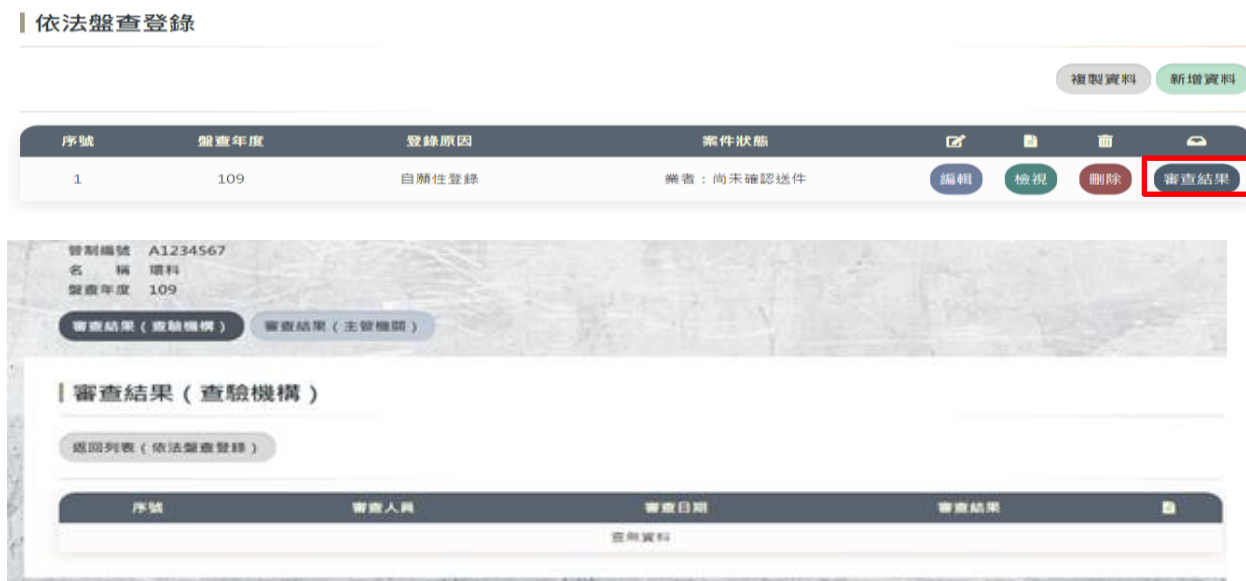 依法盤查登錄
複製資料 新增資料
序號 盤查年度 登錄原因 案件狀態
1 109 自願性登錄 業者：尚未確認送件 編輯 檢視 刪除 審查結果
管制編號 A1234567
名 稱 環科
盤查年度 109
審查結果（查驗機構） 審查結果（主管機關）
審查結果（查驗機構）
返回列表（依法盤查登錄）
序號 審查人員 審查日期 審查結果
查無資料